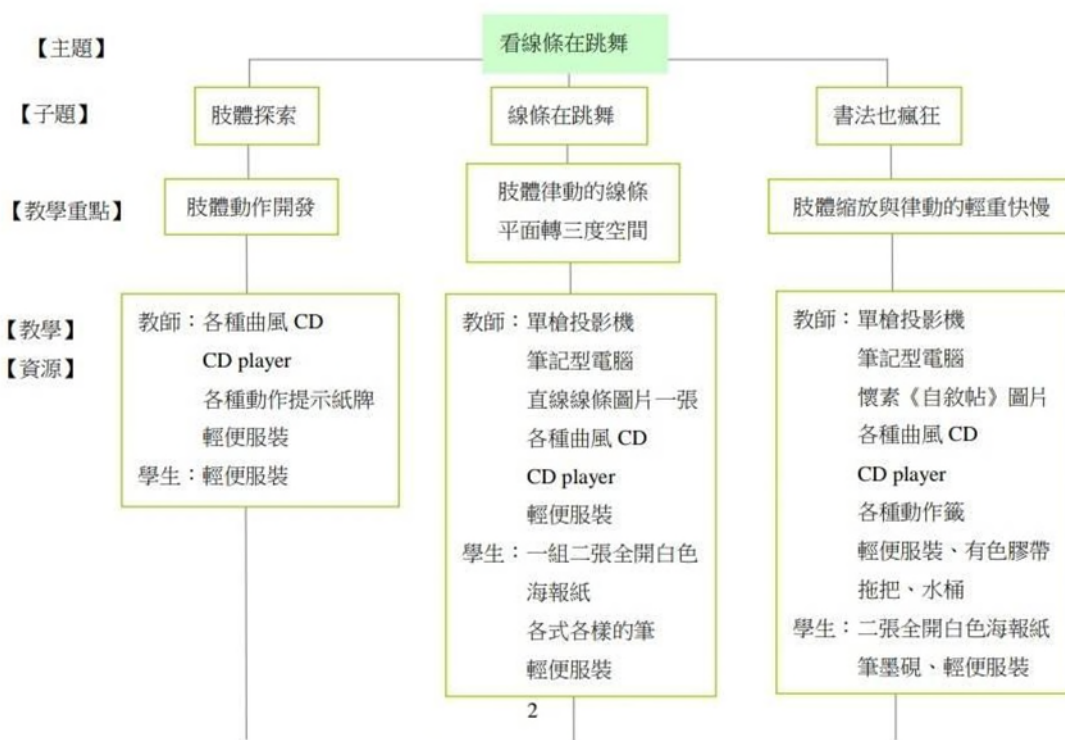 【主題】
看線條在跳舞
【子題】
肢體探索
線條在跳舞
書法也瘋狂
【教學重點】
肢體動作開發
肢體律動的線條
平面轉三度空間
肢體縮放與律動的輕重快慢
【教學】
【資源】
教師：各種曲風 CD
CD player
各種動作提示紙牌
輕便服裝
學生：輕便服裝
教師：單槍投影機
筆記型電腦
直線線條圖片一張
各種曲風 CD
CD player
輕便服裝
學生：一組二張全開白色
海報紙
各式各樣的筆
輕便服裝
教師：單槍投影機
筆記型電腦
懷素《自敘帖》圖片
各種曲風 CD
CD player
各種動作籤
輕便服裝、有色膠帶
拖把、水桶
學生：二張全開白色海報紙
筆墨硯、輕便服裝
2